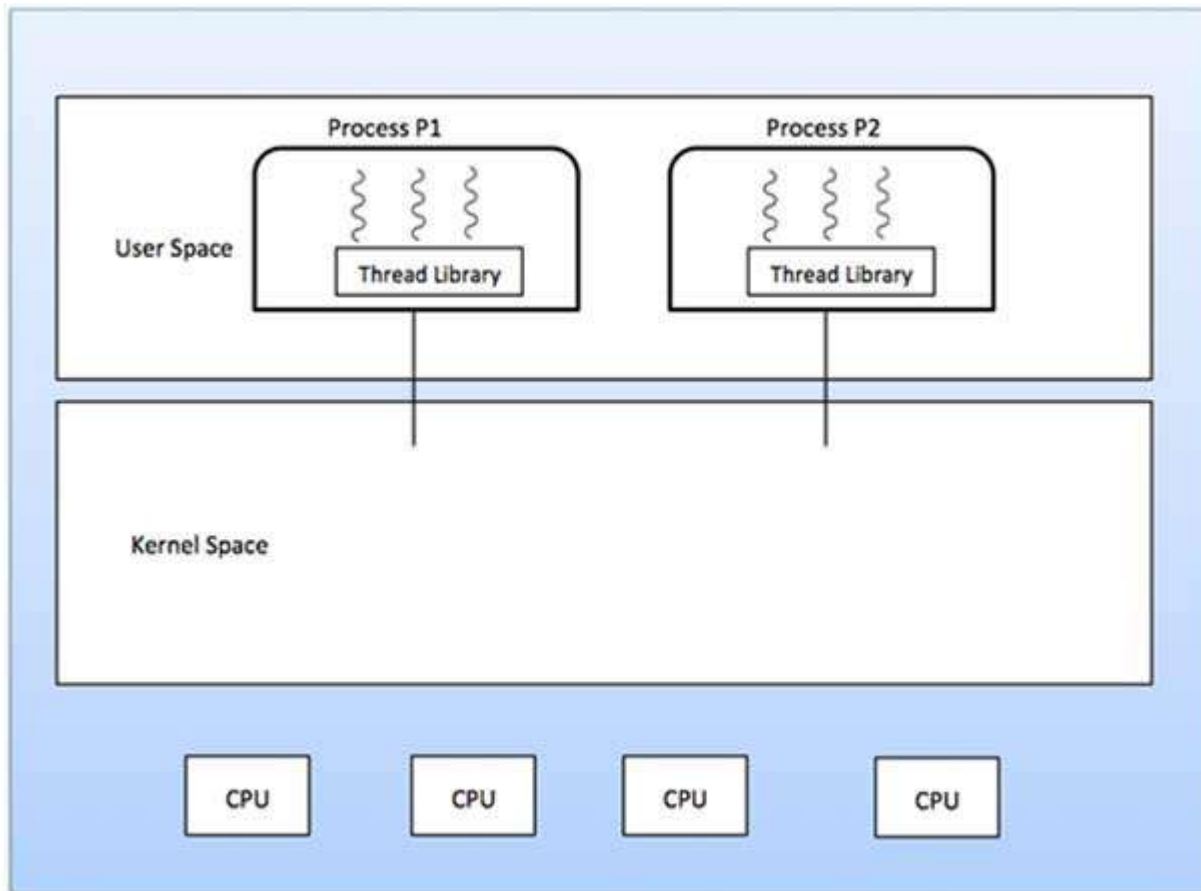 Process P1
Process P2
User Space
Thread Library
Thread Library
Kernel Space
CPU
CPU
CPU
CPU